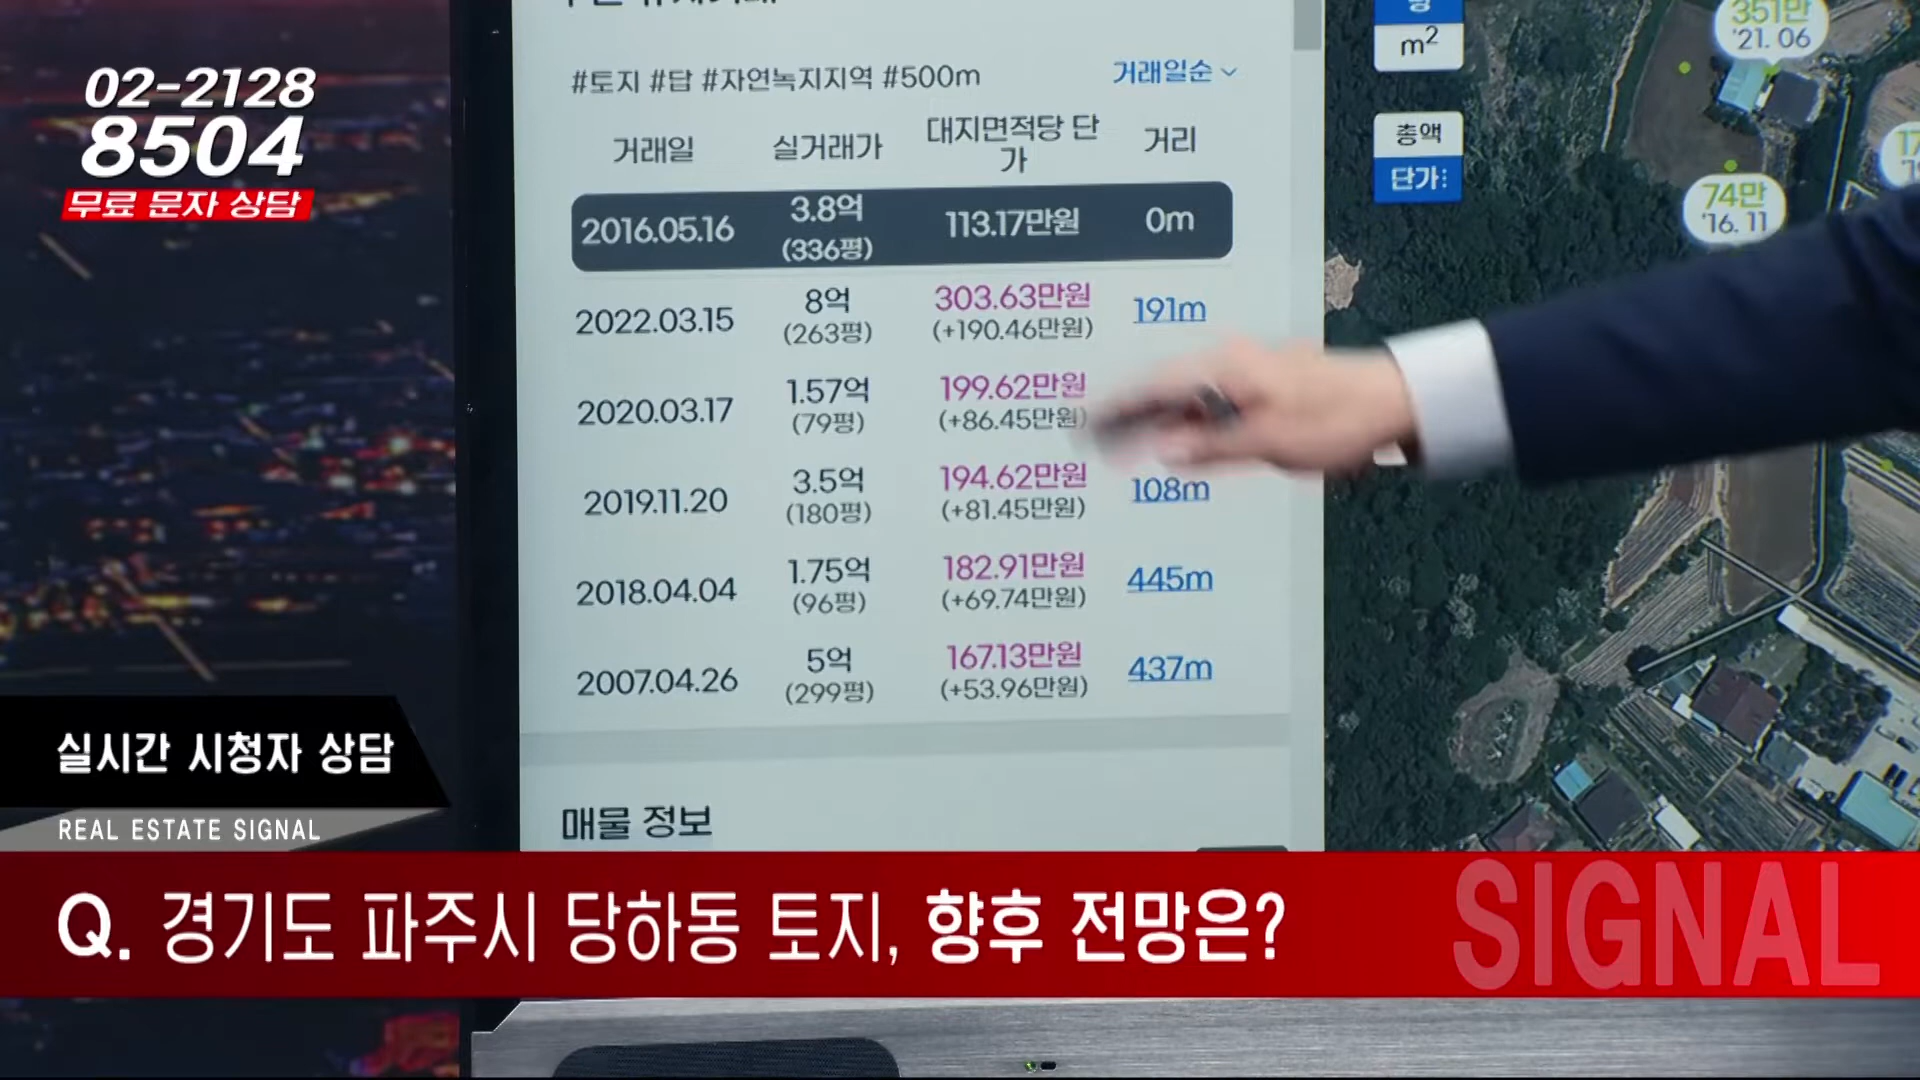 02-2128
8504
무료 문자 상담
#토지 #답 #자연녹지지역 #500m
거래일순
거래일 실거래가 대지면적당 단가 거리
2016.05.16 3.8억 (336평) 113.17만원 0m
2022.03.15 8억 (263평) 303.63만원 (+190.46만원) 191m
2020.03.17 1.57억 (79평) 199.62만원 (+86.45만원)
2019.11.20 3.5억 (180평) 194.62만원 (+81.45만원) 108m
2018.04.04 1.75억 (96평) 182.91만원 (+69.74만원) 445m
2007.04.26 5억 (299평) 167.13만원 (+53.96만원) 437m
매물 정보
m²
총액
단가
351만
'21. 06
74만
'16. 11
실시간 시청자 상담
REAL ESTATE SIGNAL
Q. 경기도 파주시 당하동 토지, 향후 전망은?
SIGNAL